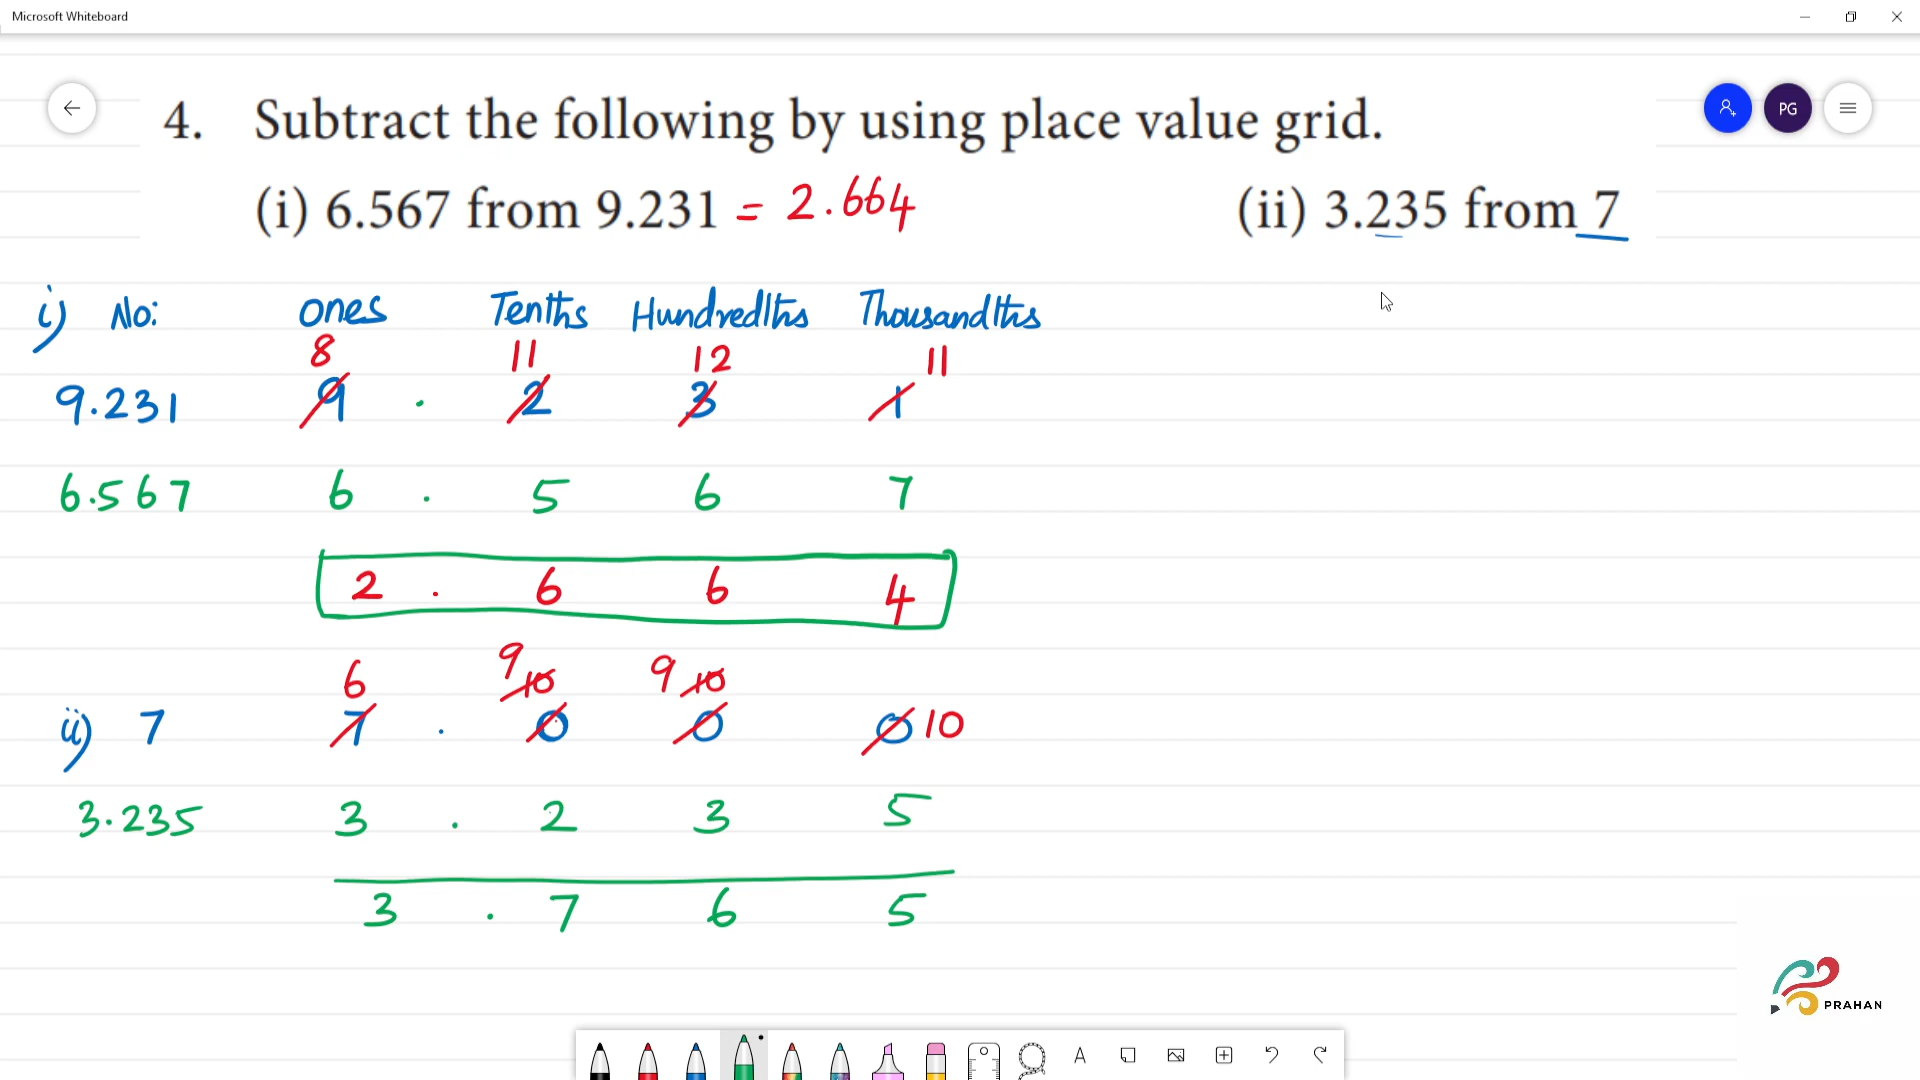 Microsoft Whiteboard
PG
4. Subtract the following by using place value grid.
(i) 6.567 from 9.231 = 2.664 (ii) 3.235 from 7
i) No: ones Tenths Hundredths Thousandths
8 11 12 11
9.231 9 . 2 3 1
6.567 6 . 5 6 7
2 . 6 6 4
6 9 10 9 10
ii) 7 7 . 0 0 0 10
3.235 3 . 2 3 5
3 . 7 6 5
PRAHAN
A